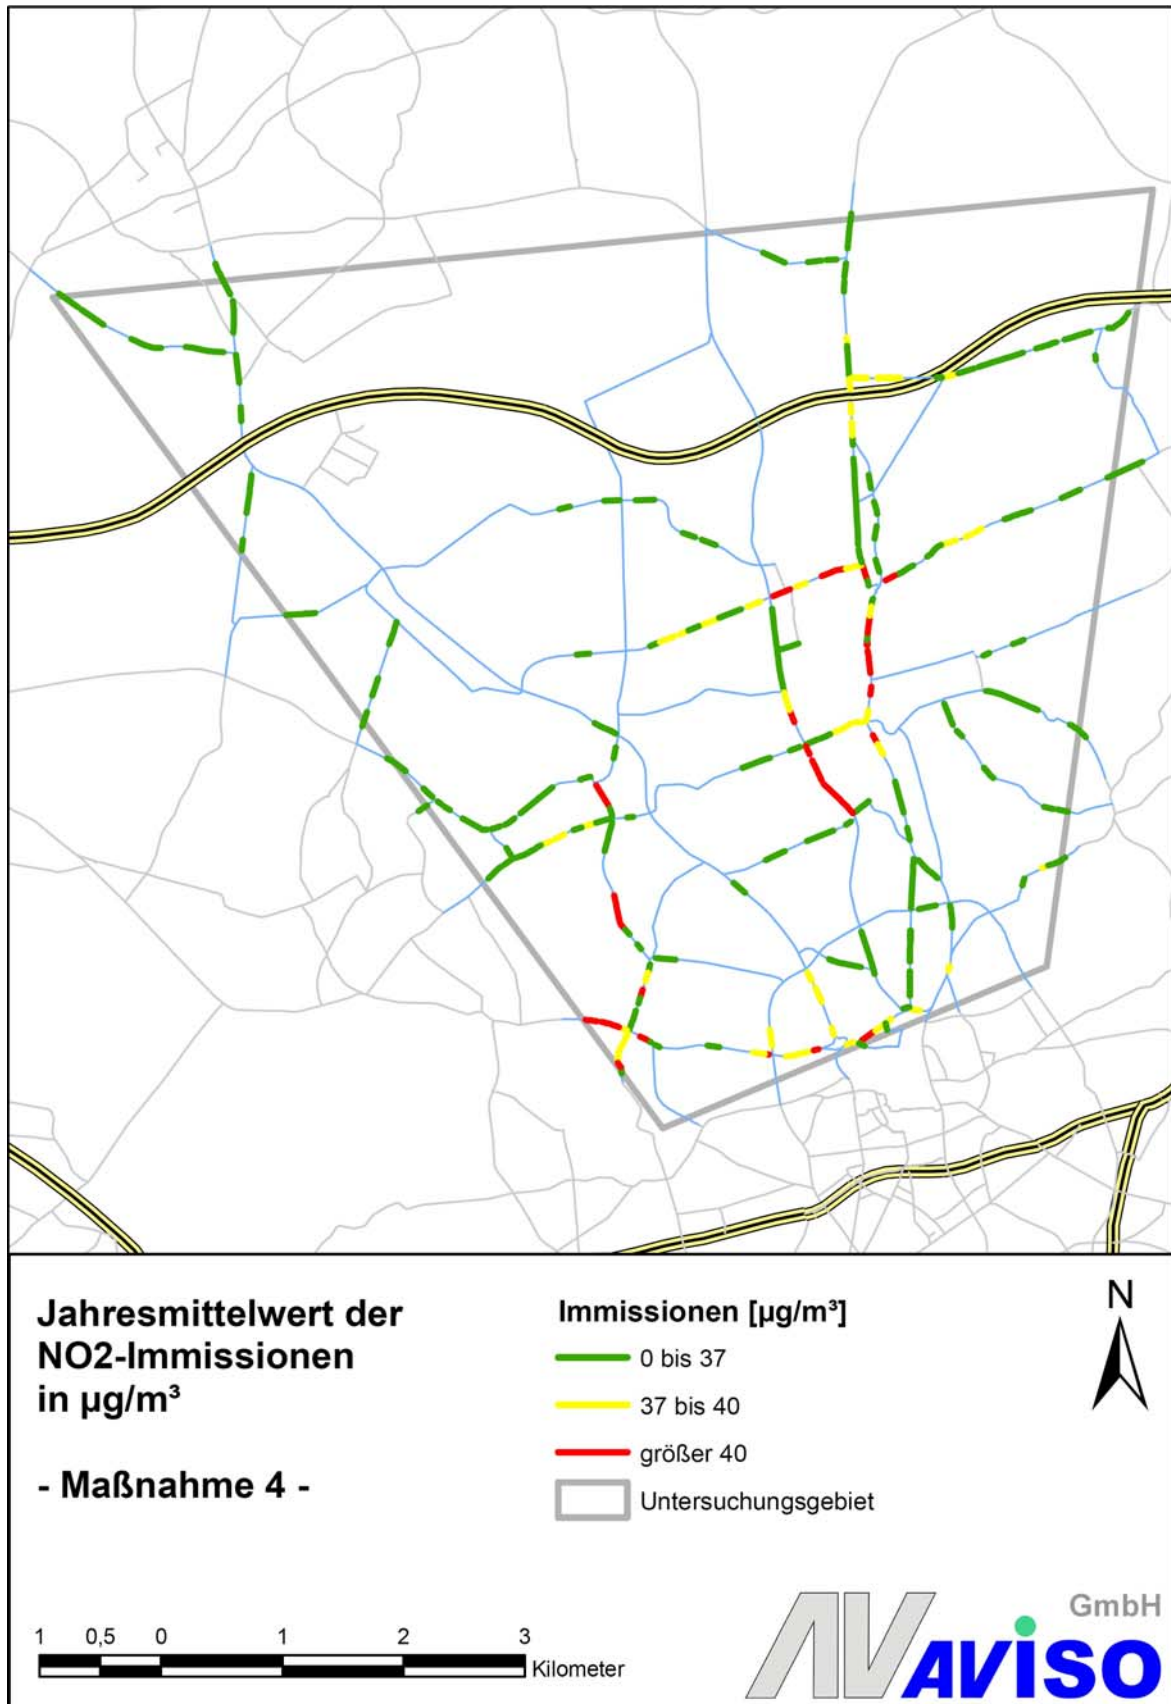 Jahresmittelwert der
NO2-Immissionen
in µg/m³
- Maßnahme 4 -
Immissionen [µg/m³]
0 bis 37
37 bis 40
größer 40
Untersuchungsgebiet
N
1 0,5 0 1 2 3
Kilometer
GmbH
AVISO